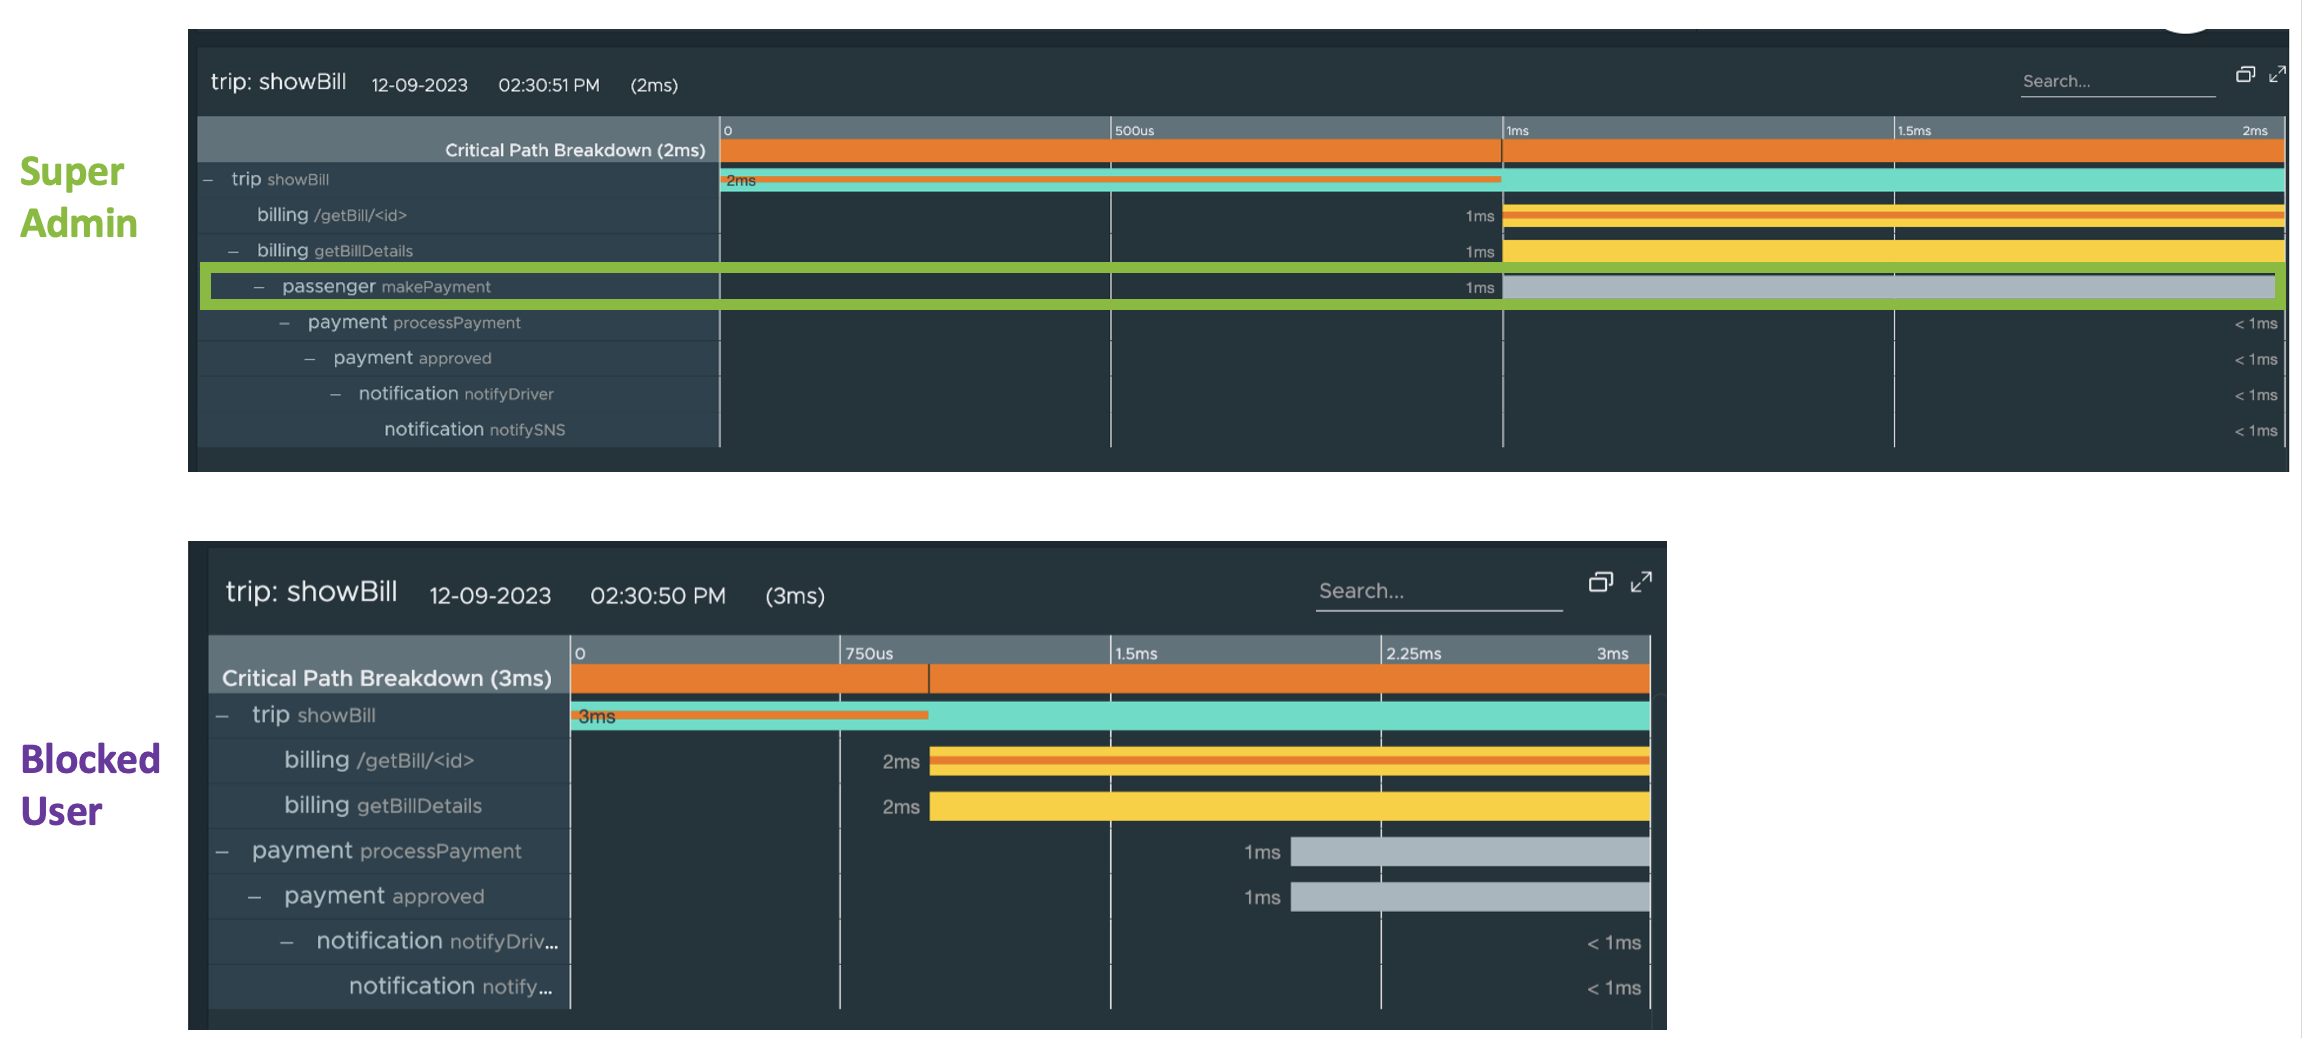 Super
Admin
trip: showBill 12-09-2023 02:30:51 PM (2ms) Search...
0 500us 1ms 1.5ms 2ms
Critical Path Breakdown (2ms)
– trip showBill 2ms
billing /getBill/<id> 1ms
– billing getBillDetails 1ms
– passenger makePayment 1ms
– payment processPayment < 1ms
– payment approved < 1ms
– notification notifyDriver < 1ms
notification notifySNS < 1ms
Blocked
User
trip: showBill 12-09-2023 02:30:50 PM (3ms) Search...
0 750us 1.5ms 2.25ms 3ms
Critical Path Breakdown (3ms)
– trip showBill 3ms
billing /getBill/<id> 2ms
billing getBillDetails 2ms
– payment processPayment 1ms
– payment approved 1ms
– notification notifyDriv... < 1ms
notification notify... < 1ms